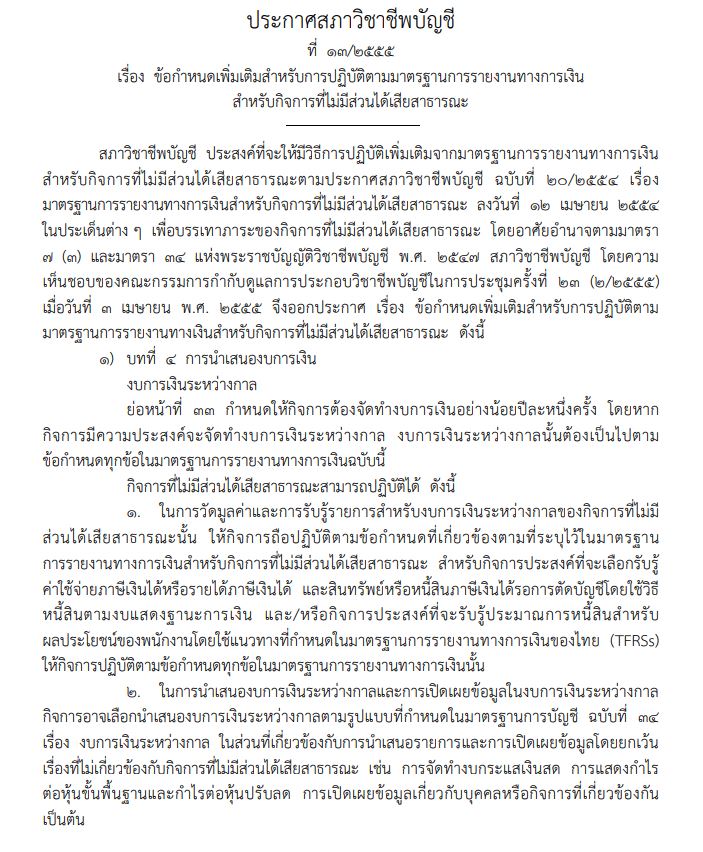 ประกาศสภาวิชาชีพบัญชี
ที่ ๑๓/๒๕๕๕
เรื่อง ข้อกำหนดเพิ่มเติมสำหรับการปฏิบัติตามมาตรฐานการรายงานทางการเงิน
สำหรับกิจการที่ไม่มีส่วนได้เสียสาธารณะ
สภาวิชาชีพบัญชี ประสงค์ที่จะให้มีวิธีการปฏิบัติเพิ่มเติมจากมาตรฐานการรายงานทางการเงิน
สำหรับกิจการที่ไม่มีส่วนได้เสียสาธารณะตามประกาศสภาวิชาชีพบัญชี ฉบับที่ ๒๐/๒๕๕๔ เรื่อง
มาตรฐานการรายงานทางการเงินสำหรับกิจการที่ไม่มีส่วนได้เสียสาธารณะ ลงวันที่ ๑๒ เมษายน ๒๕๕๔
ในประเด็นต่าง ๆ เพื่อบรรเทาภาระของกิจการที่ไม่มีส่วนได้เสียสาธารณะ โดยอาศัยอำนาจตามมาตรา
๗ (๓) และมาตรา ๓๔ แห่งพระราชบัญญัติวิชาชีพบัญชี พ.ศ. ๒๕๔๗ สภาวิชาชีพบัญชี โดยความ
เห็นชอบของคณะกรรมการกำกับดูแลการประกอบวิชาชีพบัญชีในการประชุมครั้งที่ ๒๓ (๒/๒๕๕๕)
เมื่อวันที่ ๓ เมษายน พ.ศ. ๒๕๕๕ จึงออกประกาศ เรื่อง ข้อกำหนดเพิ่มเติมสำหรับการปฏิบัติตาม
มาตรฐานการรายงานทางเงินสำหรับกิจการที่ไม่มีส่วนได้เสียสาธารณะ ดังนี้
๑) บทที่ ๔ การนำเสนองบการเงิน
งบการเงินระหว่างกาล
ย่อหน้าที่ ๓๓ กำหนดให้กิจการต้องจัดทำงบการเงินอย่างน้อยปีละหนึ่งครั้ง โดยหาก
กิจการมีความประสงค์จะจัดทำงบการเงินระหว่างกาล งบการเงินระหว่างกาลนั้นต้องเป็นไปตาม
ข้อกำหนดทุกข้อในมาตรฐานการรายงานทางการเงินฉบับนี้
กิจการที่ไม่มีส่วนได้เสียสาธารณะสามารถปฏิบัติได้ ดังนี้
๑. ในการวัดมูลค่าและการรับรู้รายการสำหรับงบการเงินระหว่างกาลของกิจการที่ไม่มี
ส่วนได้เสียสาธารณะนั้น ให้กิจการถือปฏิบัติตามข้อกำหนดที่เกี่ยวข้องตามที่ระบุไว้ในมาตรฐาน
การรายงานทางการเงินสำหรับกิจการที่ไม่มีส่วนได้เสียสาธารณะ สำหรับกิจการประสงค์ที่จะเลือกรับรู้
ค่าใช้จ่ายภาษีเงินได้หรือรายได้ภาษีเงินได้ และสินทรัพย์หรือหนี้สินภาษีเงินได้รอการตัดบัญชีโดยใช้วิธี
หนี้สินตามงบแสดงฐานะการเงิน และ/หรือกิจการประสงค์ที่จะรับรู้ประมาณการหนี้สินสำหรับ
ผลประโยชน์ของพนักงานโดยใช้แนวทางที่กำหนดในมาตรฐานการรายงานทางการเงินของไทย (TFRSs)
ให้กิจการปฏิบัติตามข้อกำหนดทุกข้อในมาตรฐานการรายงานทางการเงินนั้น
๒. ในการนำเสนองบการเงินระหว่างกาลและการเปิดเผยข้อมูลในงบการเงินระหว่างกาล
กิจการอาจเลือกนำเสนองบการเงินระหว่างกาลตามรูปแบบที่กำหนดในมาตรฐานการบัญชี ฉบับที่ ๓๔
เรื่อง งบการเงินระหว่างกาล ในส่วนที่เกี่ยวข้องกับการนำเสนอรายการและการเปิดเผยข้อมูลโดยยกเว้น
เรื่องที่ไม่เกี่ยวข้องกับกิจการที่ไม่มีส่วนได้เสียสาธารณะ เช่น การจัดทำงบกระแสเงินสด การแสดงกำไร
ต่อหุ้นขั้นพื้นฐานและกำไรต่อหุ้นปรับลด การเปิดเผยข้อมูลเกี่ยวกับบุคคลหรือกิจการที่เกี่ยวข้องกัน
เป็นต้น